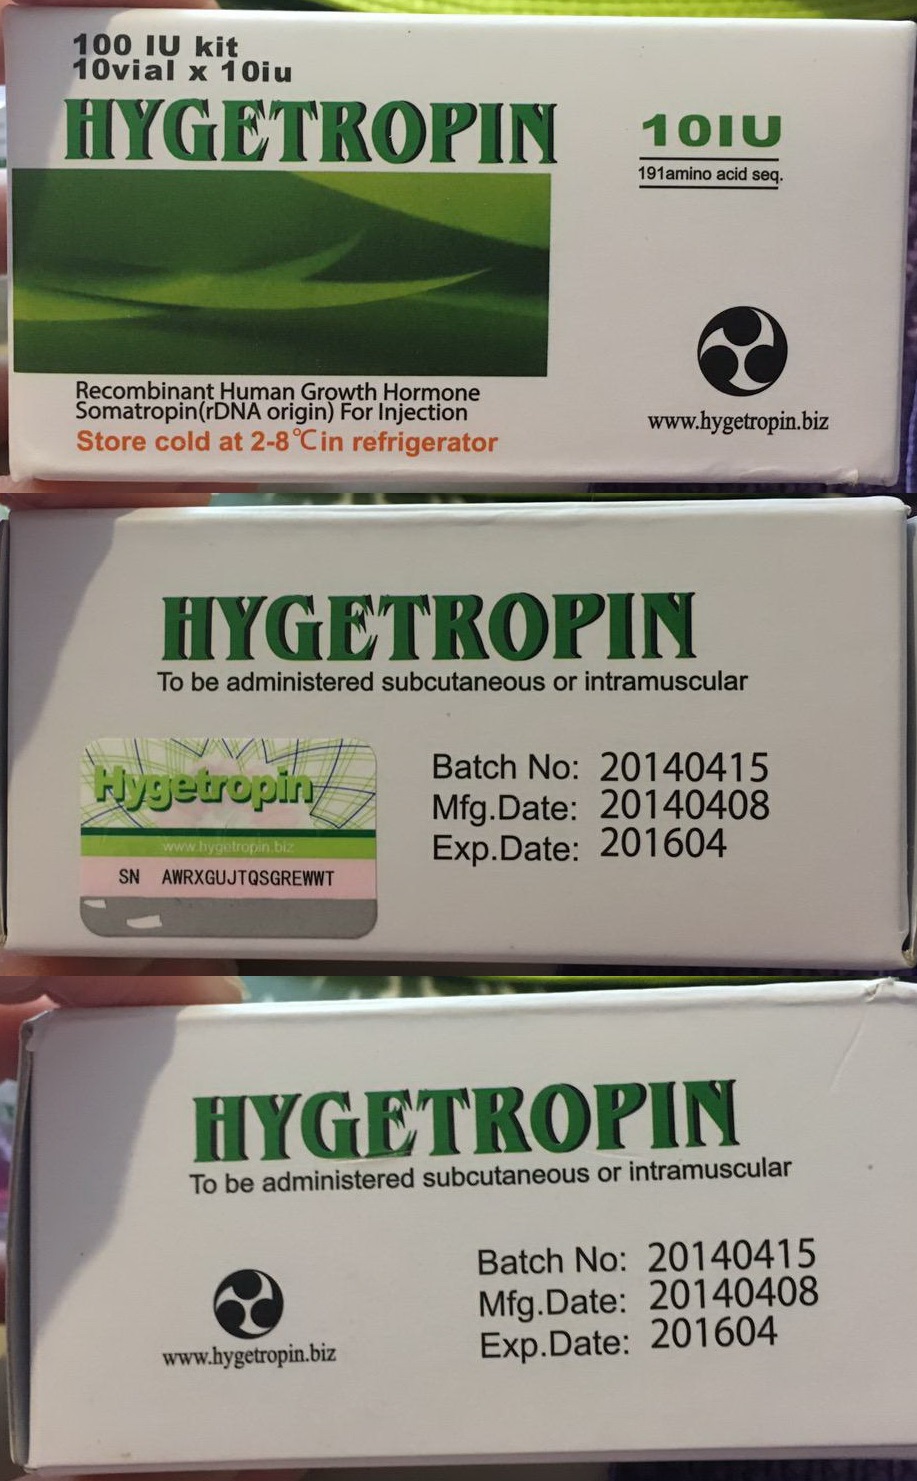 100 IU kit
10vial x 10iu
HYGETROPIN
10IU
191amino acid seq.
www.hygetropin.biz
Recombinant Human Growth Hormone
Somatropin(rDNA origin) For Injection
Store cold at 2-8℃in refrigerator
HYGETROPIN
To be administered subcutaneous or intramuscular
Hygetropin
www.hygetropin.biz
SN AWRXGUJTQSGREWWT
Batch No: 20140415
Mfg.Date: 20140408
Exp.Date: 201604
HYGETROPIN
To be administered subcutaneous or intramuscular
www.hygetropin.biz
Batch No: 20140415
Mfg.Date: 20140408
Exp.Date: 201604